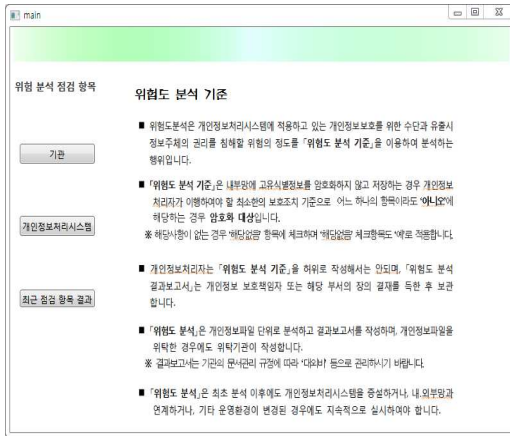 main
위험 분석 점검 항목
기관
개인정보처리시스템
최근 점검 항목 결과
위험도 분석 기준
■ 위험도분석은 개인정보처리시스템에 적용하고 있는 개인정보보호를 위한 수단과 유출시
정보주체의 권리를 침해할 위험의 정도를 「위험도 분석 기준」을 이용하여 분석하는
행위입니다.
■ 「위험도 분석 기준」은 내부망에 고유식별정보를 암호화하지 않고 저장하는 경우 개인정보
처리자가 이행하여야 할 최소한의 보호조치 기준으로 어느 하나의 항목이라도 '아니오'에
해당하는 경우 암호화 대상입니다.
※ 해당사항이 없는 경우 '해당없음' 항목에 체크하며 '해당없음' 체크항목도 '예'로 적용합니다.
■ 개인정보처리자는 「위험도 분석 기준」을 허위로 작성해서는 안되며, 「위험도 분석
결과보고서」는 개인정보 보호책임자 또는 해당 부서의 장의 결재를 득한 후 보관
합니다.
■ 「위험도 분석」은 개인정보파일 단위로 분석하고 결과보고서를 작성하며, 개인정보파일을
위탁한 경우에도 위탁기관이 작성합니다.
※ 결과보고서는 기관의 문서관리 규정에 따라 '대외비' 등으로 관리하시기 바랍니다.
■ 「위험도 분석」은 최초 분석 이후에도 개인정보처리시스템을 증설하거나, 내.외부망과
연계하거나, 기타 운영환경이 변경된 경우에도 지속적으로 실시하여야 합니다.